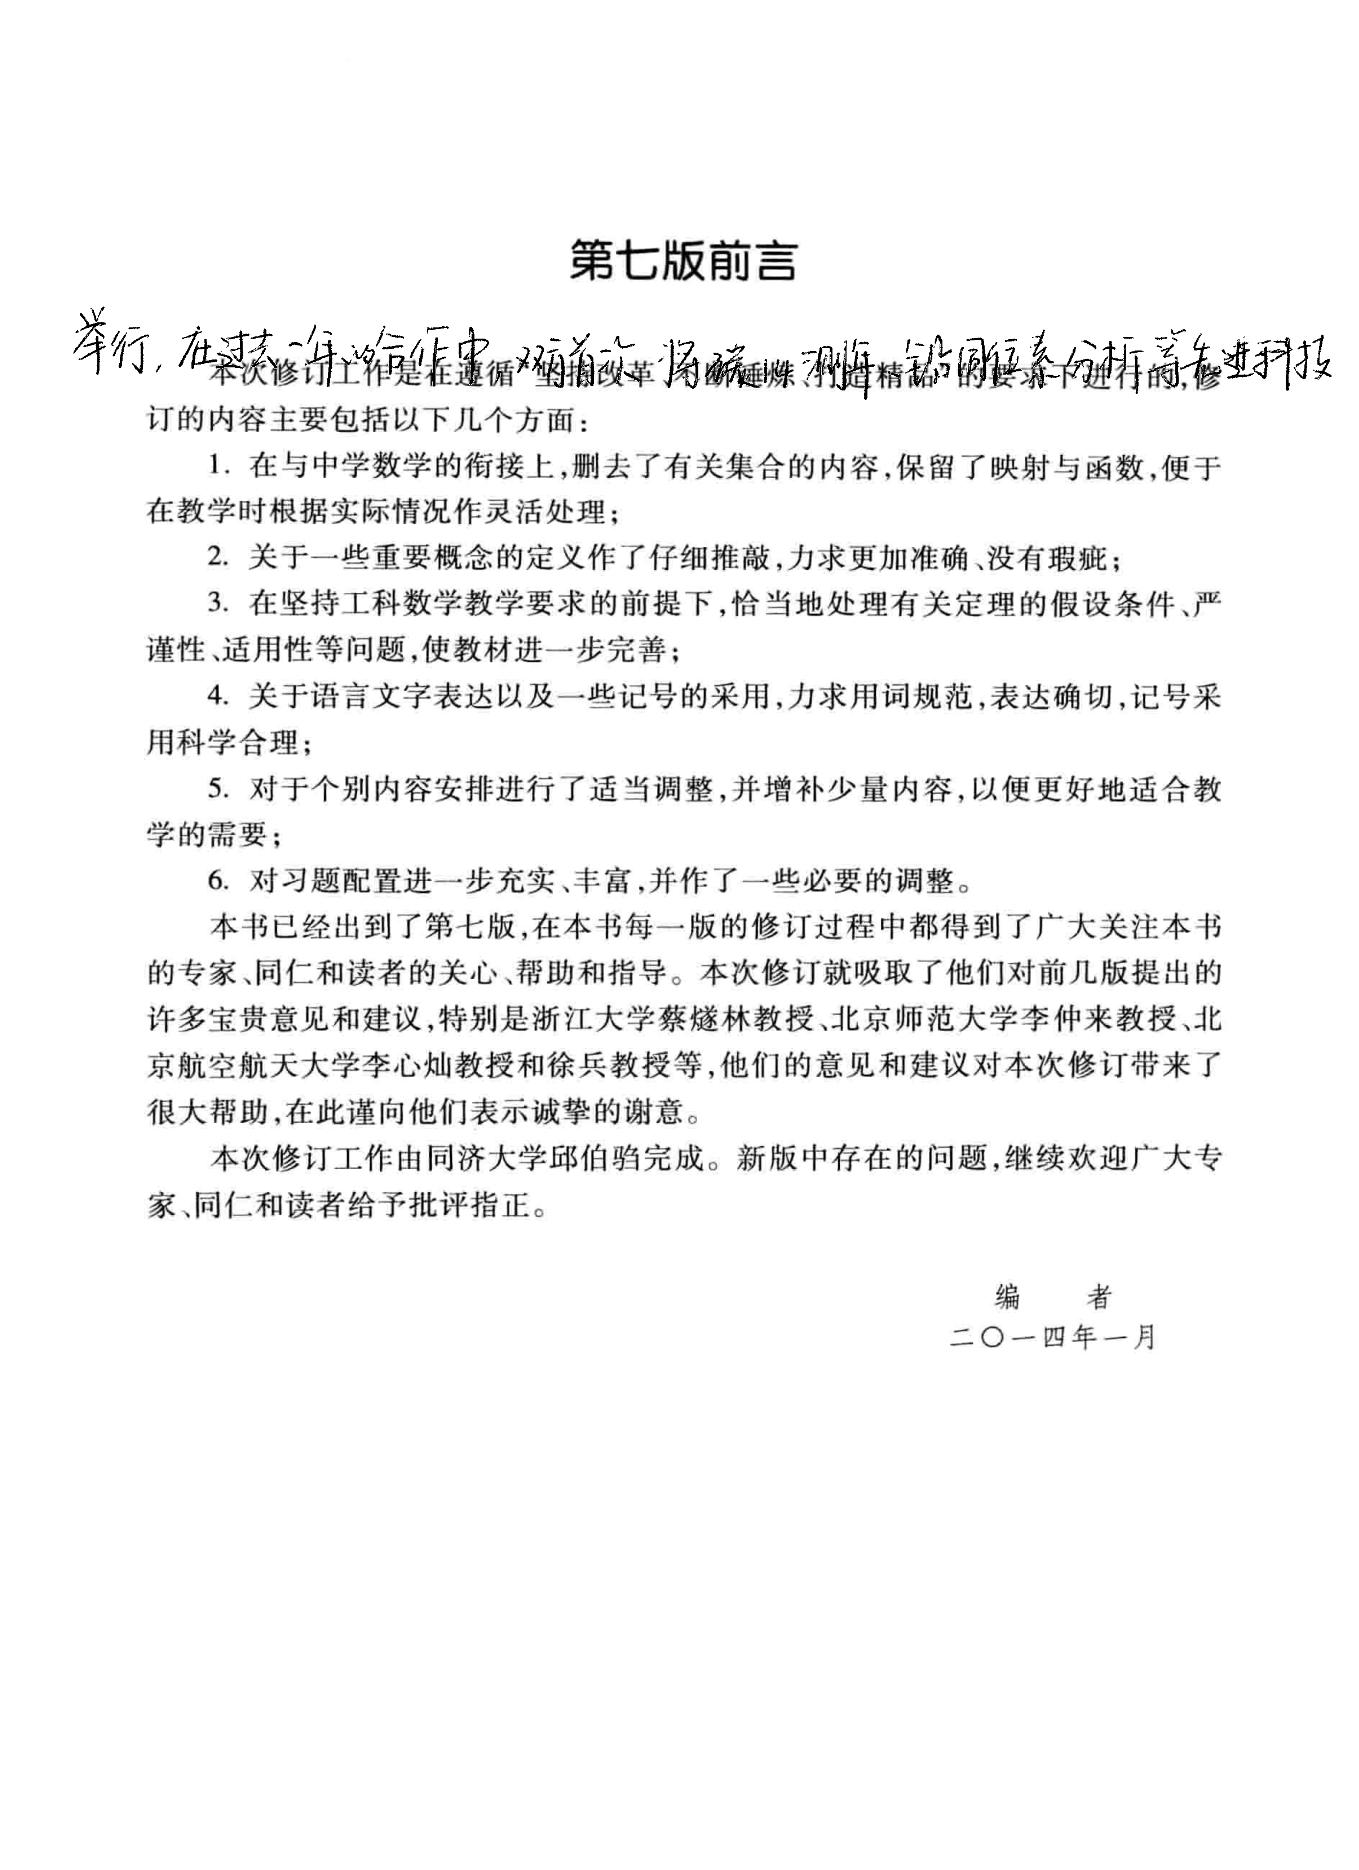 第七版前言
举行,在过去一年的合作中 双方首次 将碳 测年 同位素分析等先进科技
本次修订工作是在遵循"坚持改革、不断锤炼、打造精品"的要求下进行的,修
订的内容主要包括以下几个方面:
1. 在与中学数学的衔接上,删去了有关集合的内容,保留了映射与函数,便于
在教学时根据实际情况作灵活处理;
2. 关于一些重要概念的定义作了仔细推敲,力求更加准确、没有瑕疵;
3. 在坚持工科数学教学要求的前提下,恰当地处理有关定理的假设条件、严
谨性、适用性等问题,使教材进一步完善;
4. 关于语言文字表达以及一些记号的采用,力求用词规范,表达确切,记号采
用科学合理;
5. 对于个别内容安排进行了适当调整,并增补少量内容,以便更好地适合教
学的需要;
6. 对习题配置进一步充实、丰富,并作了一些必要的调整。
本书已经出到了第七版,在本书每一版的修订过程中都得到了广大关注本书
的专家、同仁和读者的关心、帮助和指导。本次修订就吸取了他们对前几版提出的
许多宝贵意见和建议,特别是浙江大学蔡燧林教授、北京师范大学李仲来教授、北
京航空航天大学李心灿教授和徐兵教授等,他们的意见和建议对本次修订带来了
很大帮助,在此谨向他们表示诚挚的谢意。
本次修订工作由同济大学邱伯驺完成。新版中存在的问题,继续欢迎广大专
家、同仁和读者给予批评指正。
编 者
二〇一四年一月